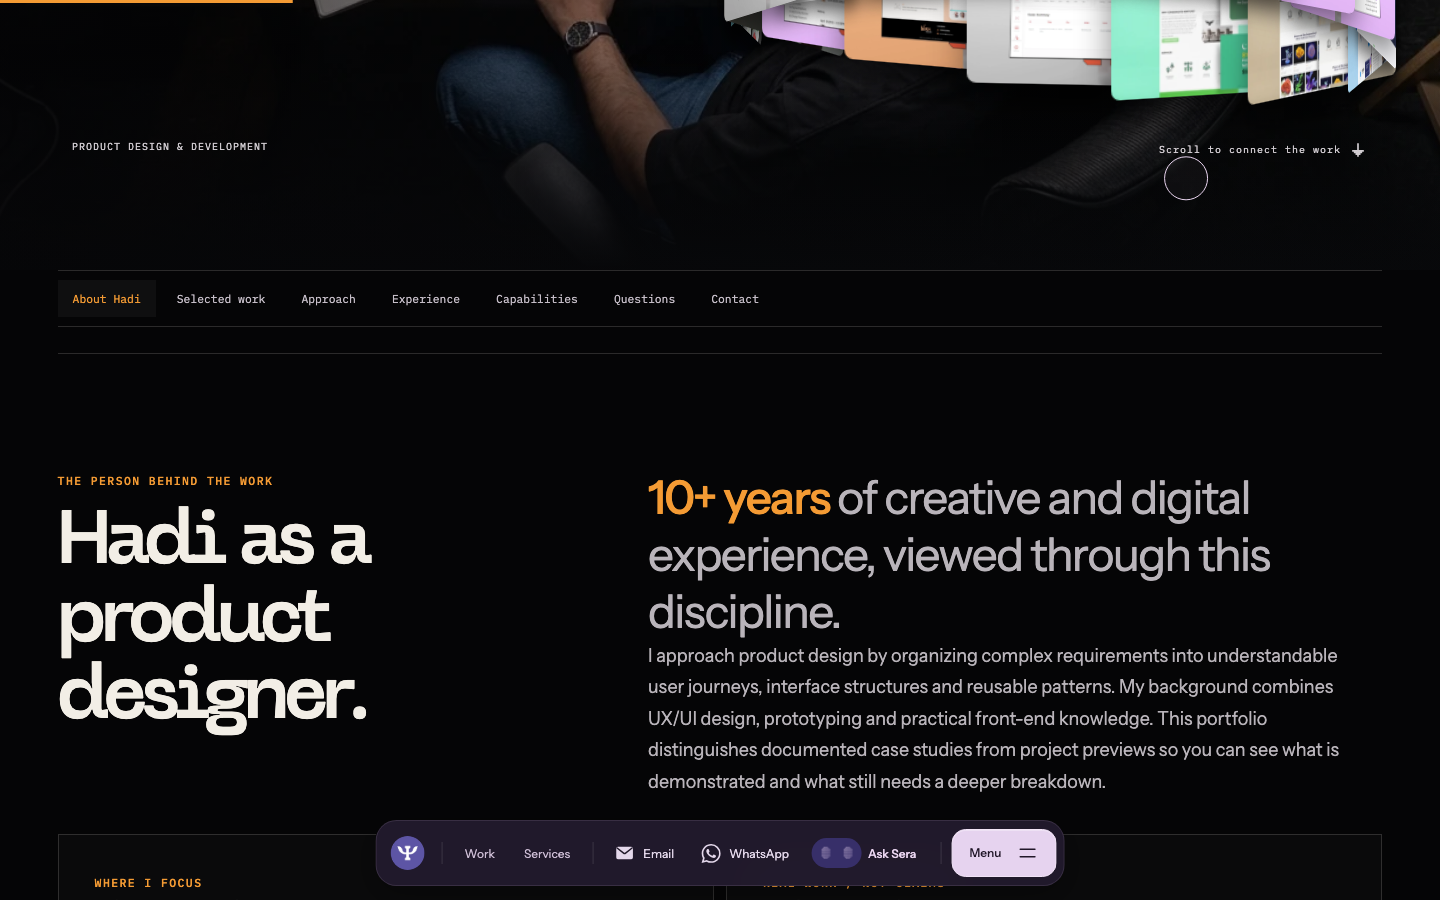 PRODUCT DESIGN & DEVELOPMENT
Scroll to connect the work
About Hadi
Selected work
Approach
Experience
Capabilities
Questions
Contact
THE PERSON BEHIND THE WORK
Hadi as a
product
designer.
10+ years of creative and digital
experience, viewed through this
discipline.
I approach product design by organizing complex requirements into understandable
user journeys, interface structures and reusable patterns. My background combines
UX/UI design, prototyping and practical front-end knowledge. This portfolio
distinguishes documented case studies from project previews so you can see what is
demonstrated and what still needs a deeper breakdown.
WHERE I FOCUS
Work
Services
Email
WhatsApp
Ask Sera
Menu